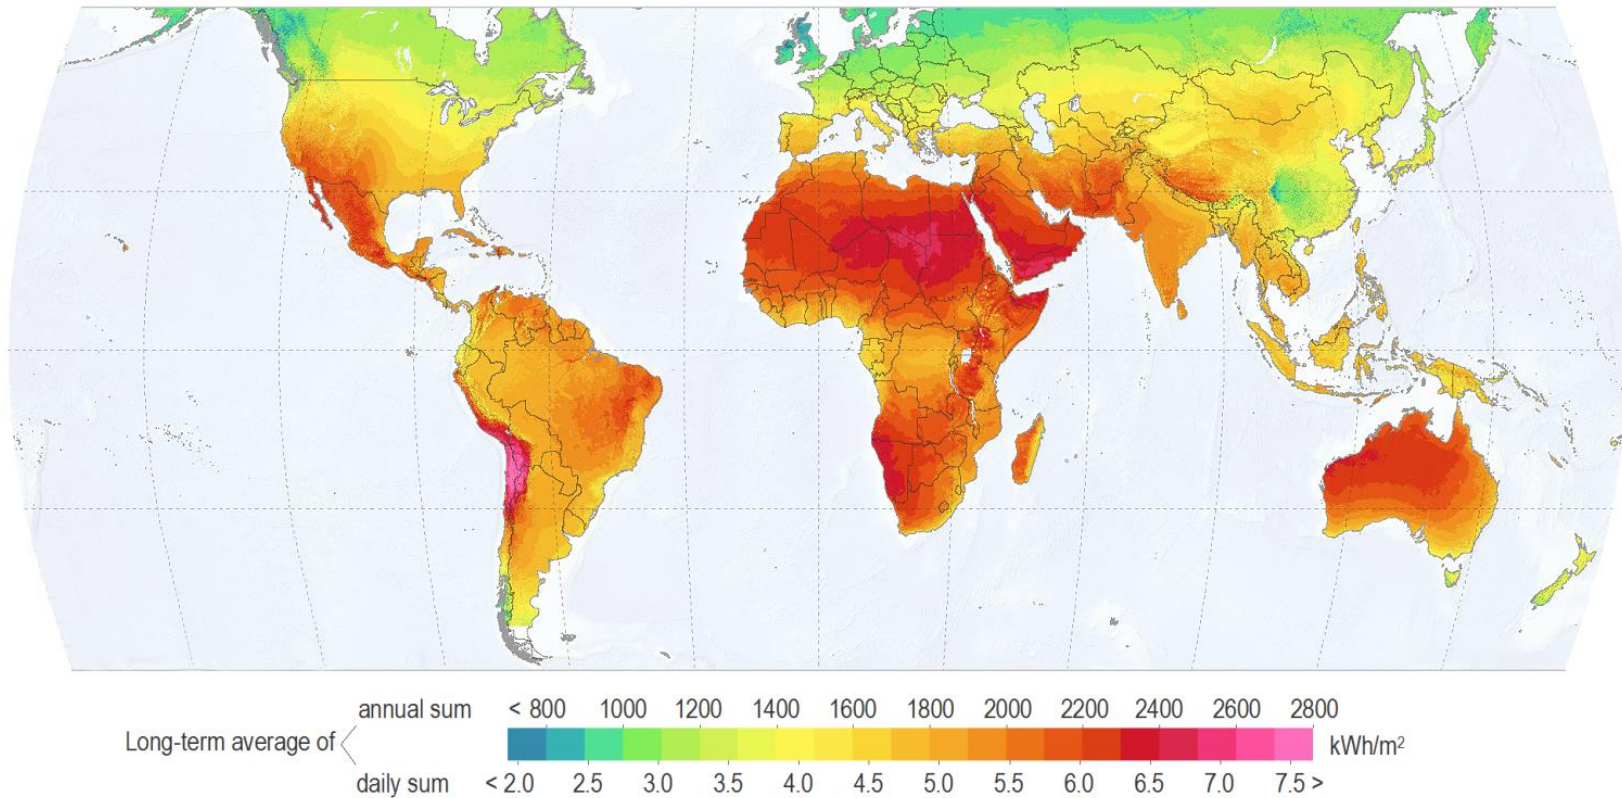 annual sum < 800 1000 1200 1400 1600 1800 2000 2200 2400 2600 2800
Long-term average of kWh/m²
daily sum < 2.0 2.5 3.0 3.5 4.0 4.5 5.0 5.5 6.0 6.5 7.0 7.5 >